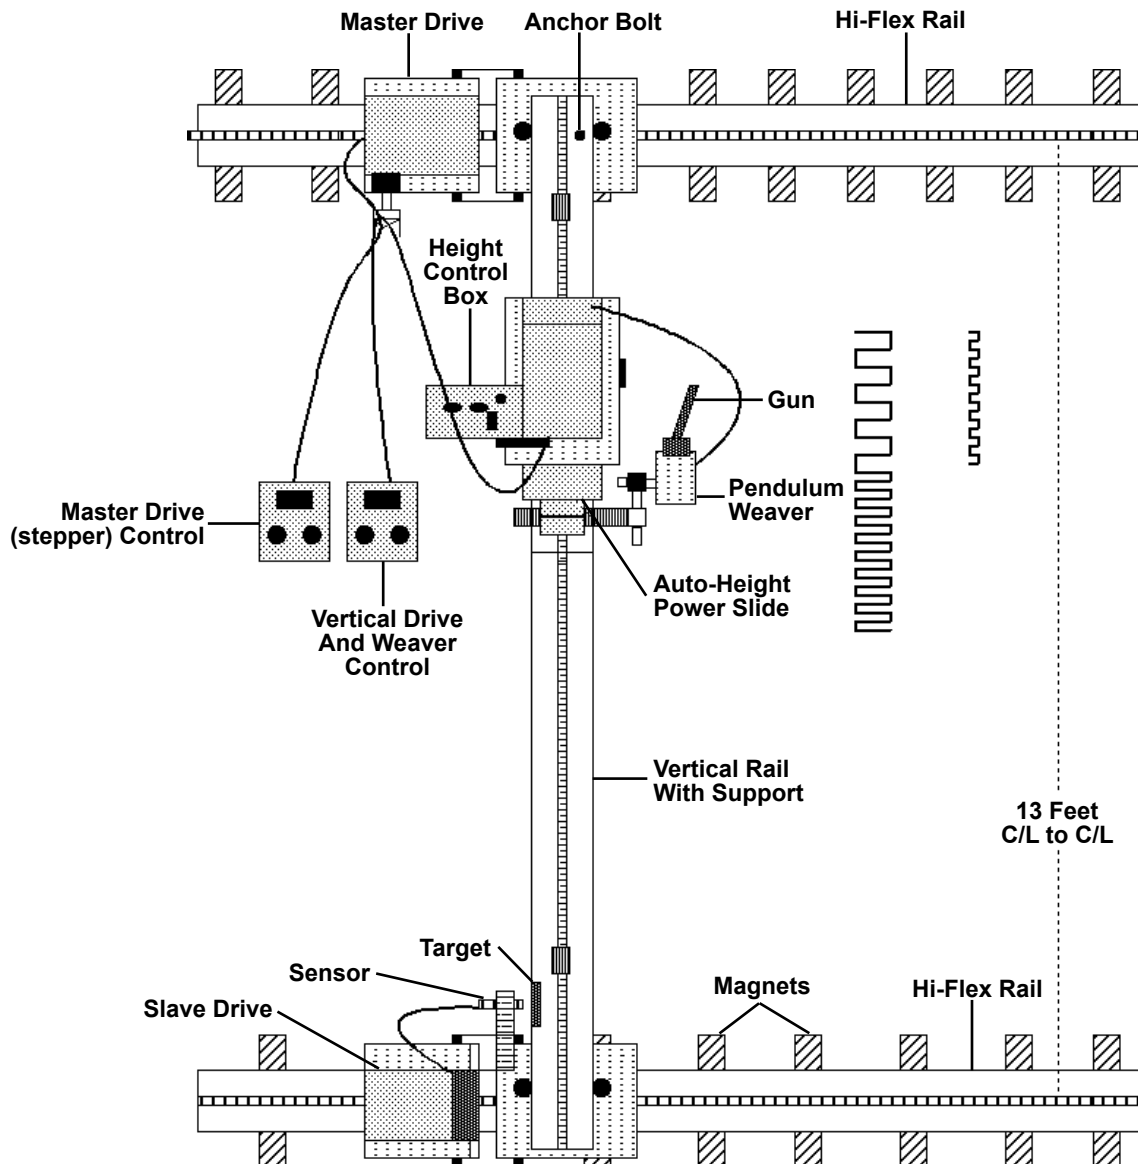 Master Drive
Anchor Bolt
Hi-Flex Rail
Height
Control
Box
Gun
Pendulum
Weaver
Master Drive
(stepper) Control
Auto-Height
Power Slide
Vertical Drive
And Weaver
Control
Vertical Rail
With Support
13 Feet
C/L to C/L
Target
Sensor
Magnets
Hi-Flex Rail
Slave Drive